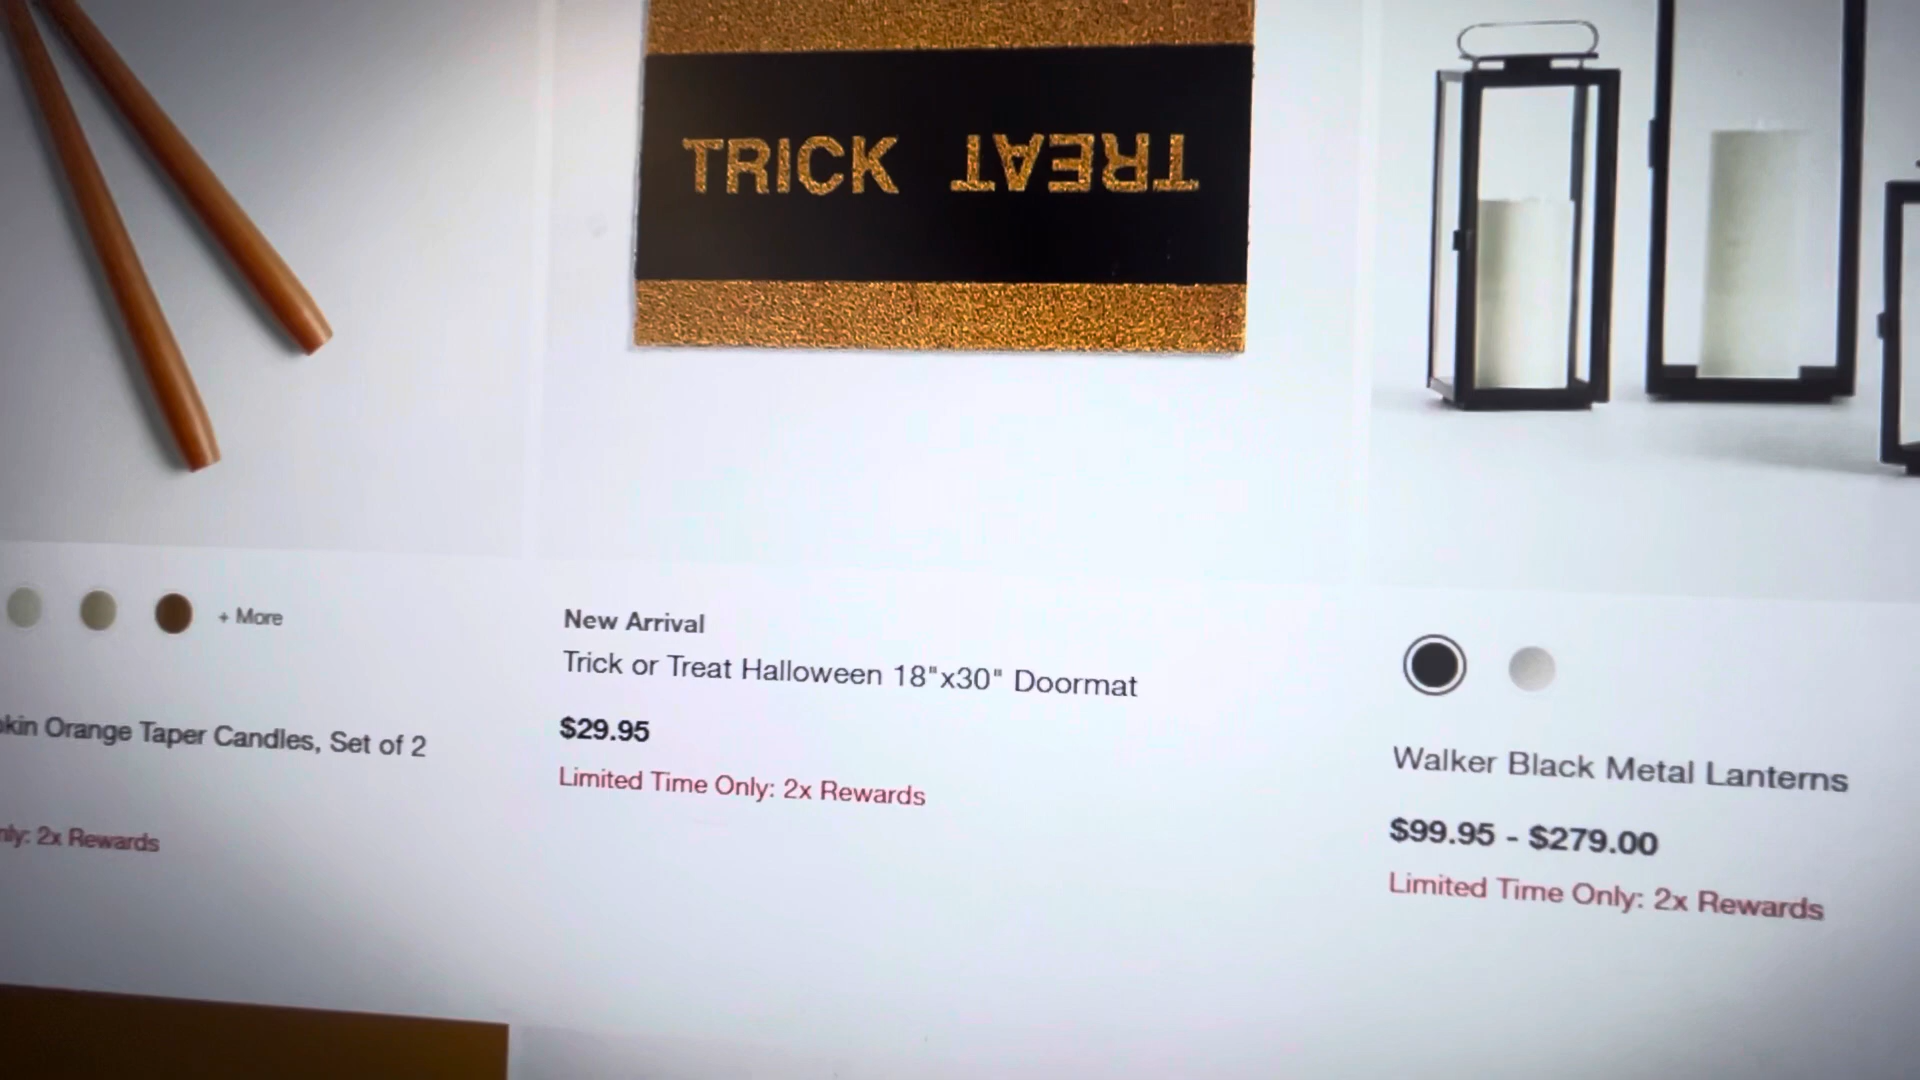 TRICK TREAT
+ More
Orange Taper Candles, Set of 2
2x Rewards
New Arrival
Trick or Treat Halloween 18"x30" Doormat
$29.95
Limited Time Only: 2x Rewards
Walker Black Metal Lanterns
$99.95 - $279.00
Limited Time Only: 2x Rewards